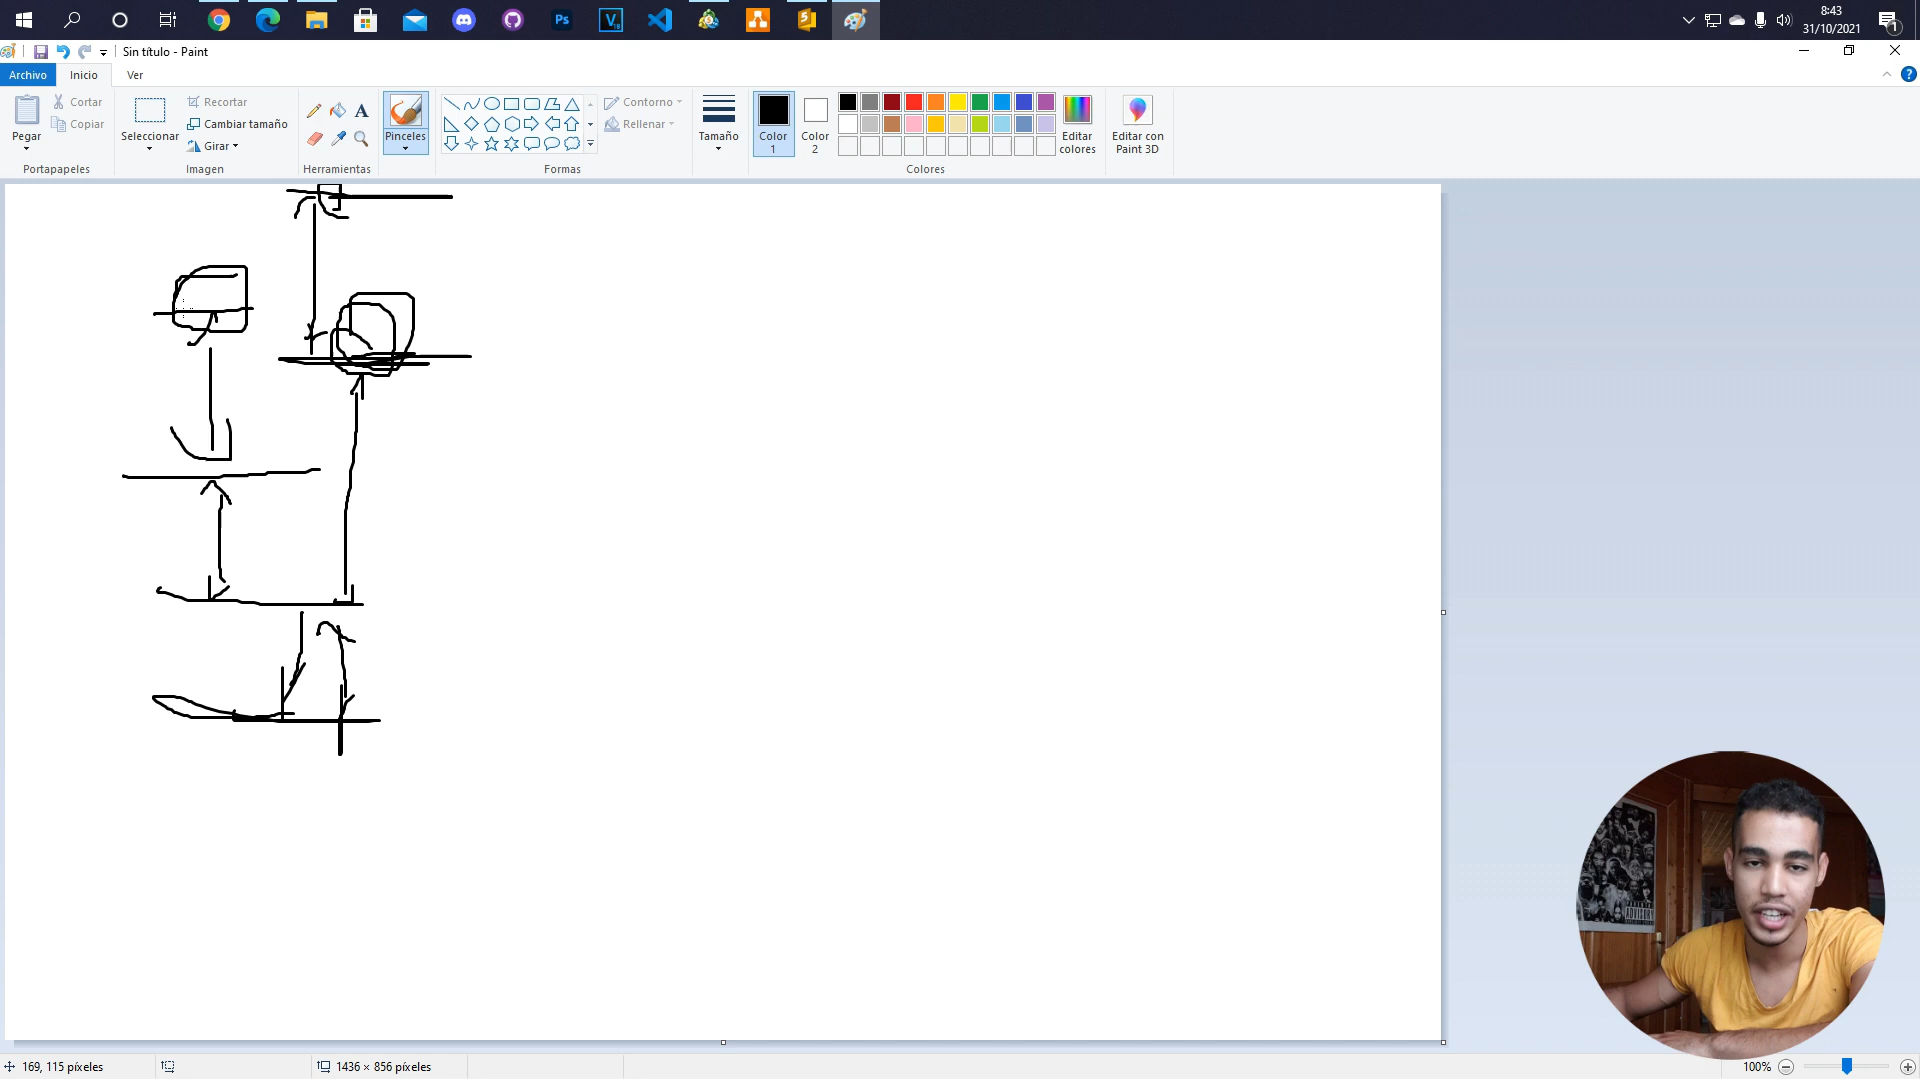 8:43
31/10/2021
1
Sin título - Paint
Archivo
Inicio
Ver
Pegar
Cortar
Copiar
Portapapeles
Seleccionar
Recortar
Cambiar tamaño
Girar
Imagen
A
Herramientas
Pinceles
Contorno
Rellenar
Formas
Tamaño
Color
1
Color
2
Editar
colores
Colores
Editar con
Paint 3D
169, 115 píxeles
1436 × 856 píxeles
100%